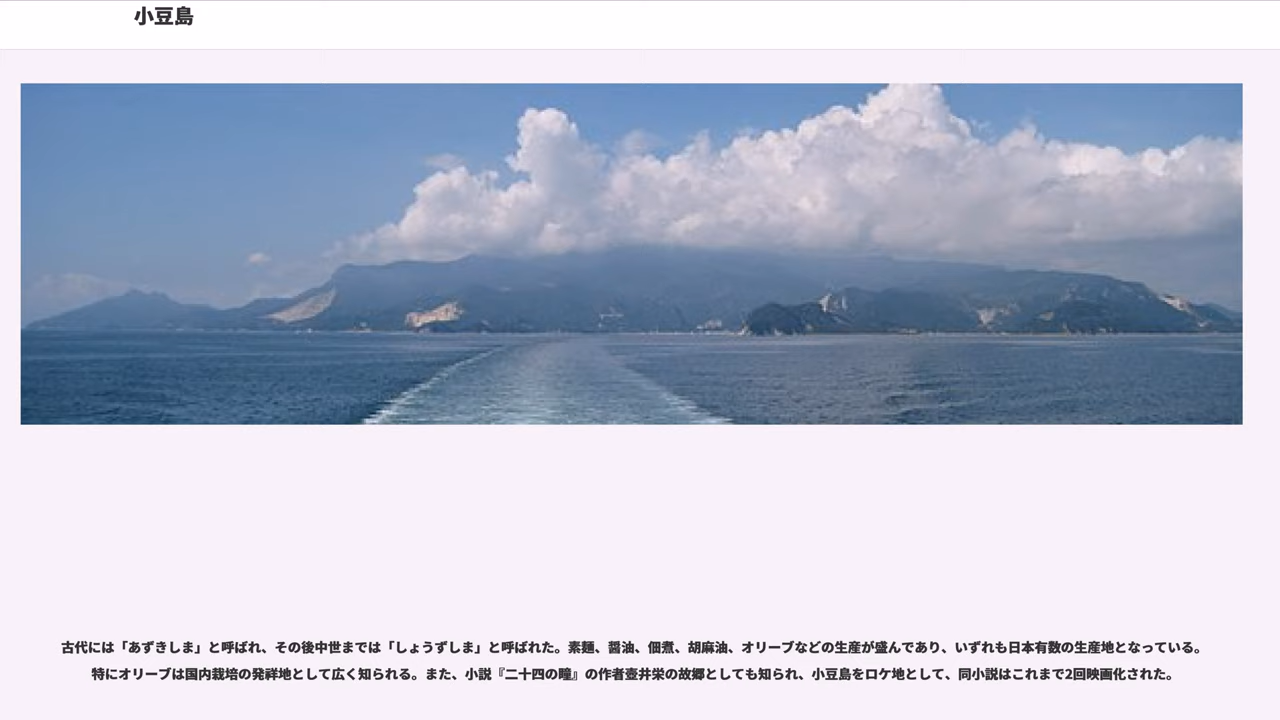 小豆島
古代には「あずきしま」と呼ばれ、その後中世までは「しょうずしま」と呼ばれた。素麺、醤油、佃煮、胡麻油、オリーブなどの生産が盛んであり、いずれも日本有数の生産地となっている。
特にオリーブは国内栽培の発祥地として広く知られる。また、小説『二十四の瞳』の作者壺井栄の故郷としても知られ、小豆島をロケ地として、同小説はこれまで2回映画化された。